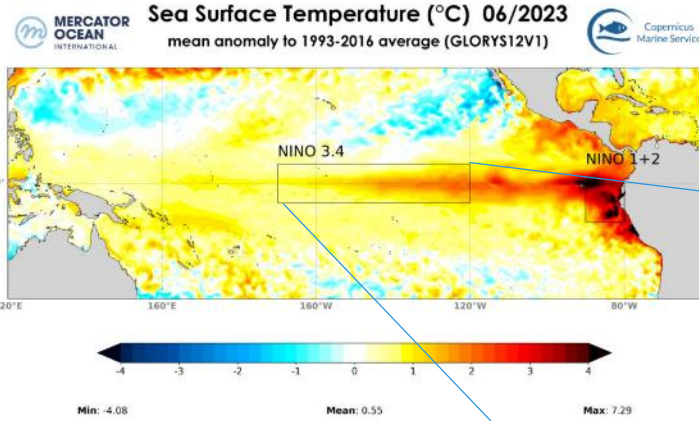 MERCATOR
OCEAN
INTERNATIONAL
Sea Surface Temperature (°C) 06/2023
mean anomaly to 1993-2016 average (GLORYS12V1)
Copernicus
Marine Service
NINO 3.4
NINO 1+2
20°E 160°E 160°W 120°W 80°W
-4 -3 -2 -1 0 1 2 3 4
Min: -4.08 Mean: 0.55 Max: 7.29